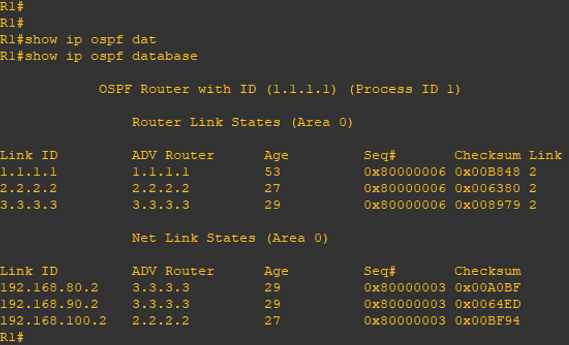 R1#
R1#
R1#show ip ospf dat
R1#show ip ospf database
OSPF Router with ID (1.1.1.1) (Process ID 1)
Router Link States (Area 0)
Link ID ADV Router Age Seq# Checksum Link
1.1.1.1 1.1.1.1 53 0x80000006 0x00B848 2
2.2.2.2 2.2.2.2 27 0x80000006 0x006380 2
3.3.3.3 3.3.3.3 29 0x80000006 0x008979 2
Net Link States (Area 0)
Link ID ADV Router Age Seq# Checksum
192.168.80.2 3.3.3.3 29 0x80000003 0x00A0BF
192.168.90.2 3.3.3.3 29 0x80000003 0x0064ED
192.168.100.2 2.2.2.2 27 0x80000003 0x00BF94
R1#